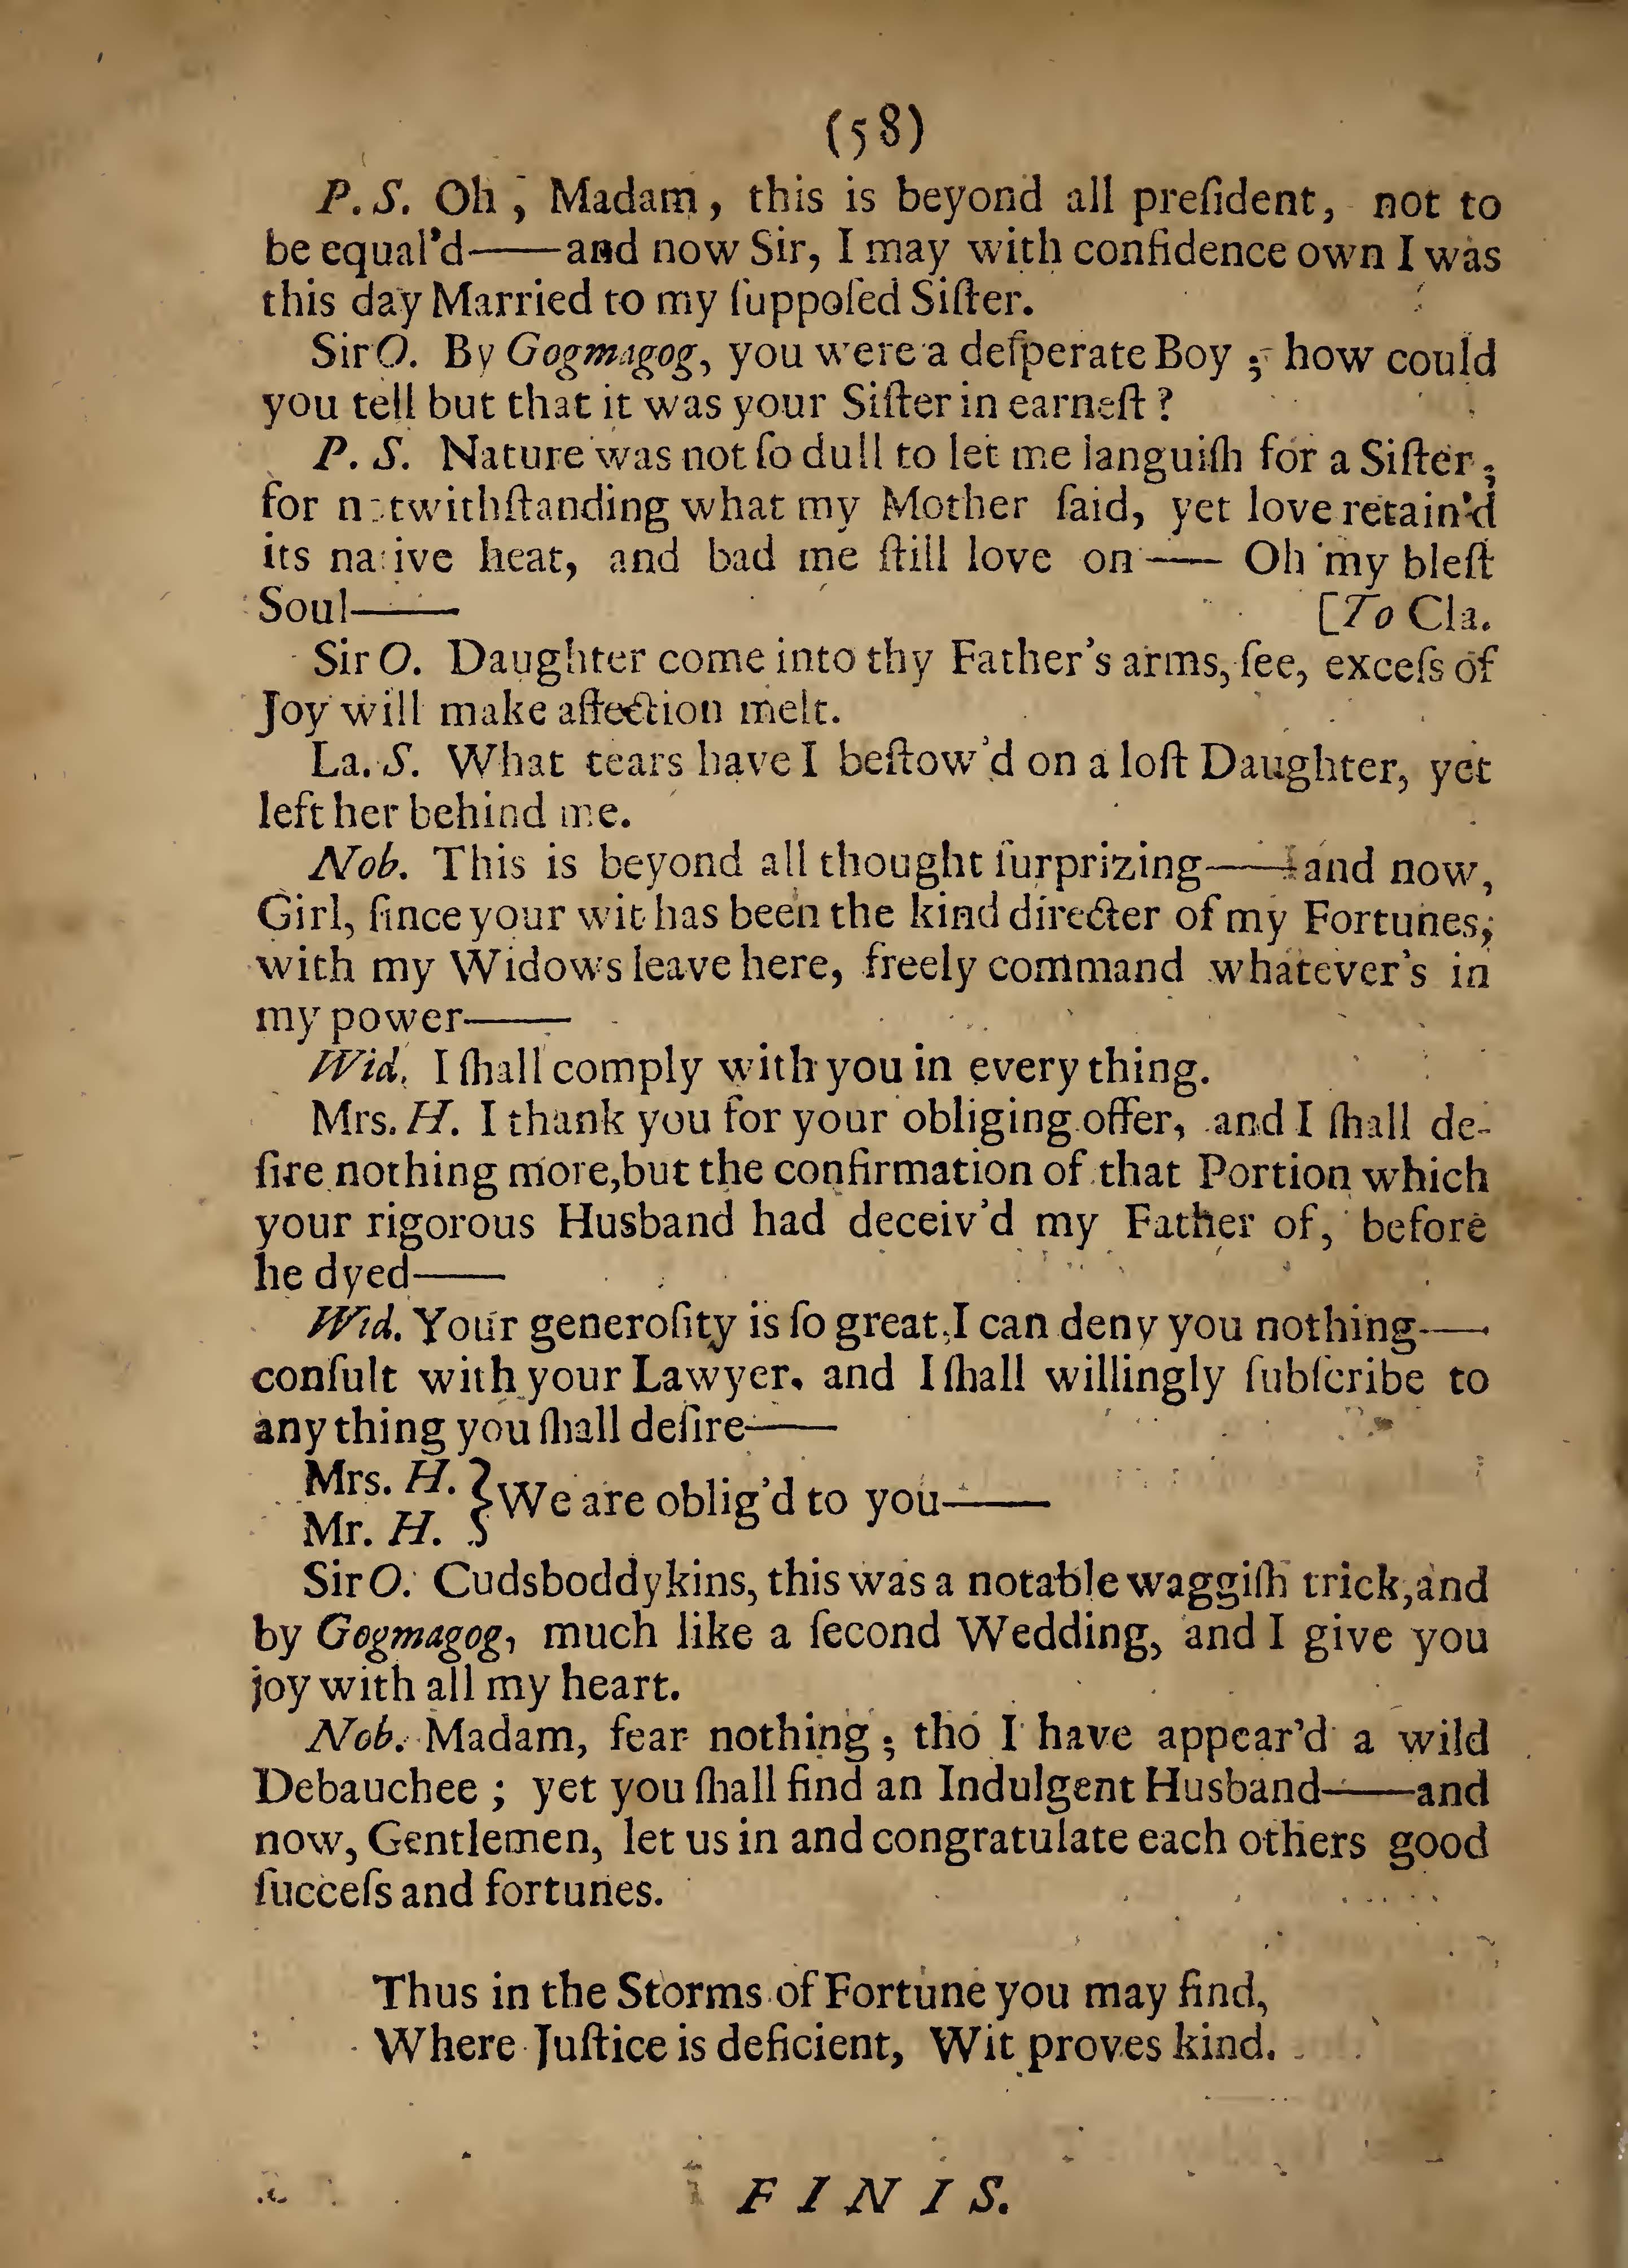 (58)
P. S. Oh, Madam, this is beyond all preſident, not to
be equal'd——and now Sir, I may with confidence own I was
this day Married to my ſuppoſed Siſter.
Sir O. By Gogmagog, you were a deſperate Boy; how could
you tell but that it was your Siſter in earneſt?
P. S. Nature was not ſo dull to let me languiſh for a Siſter;
for notwithſtanding what my Mother ſaid, yet love retain'd
its native heat, and bad me ſtill love on—— Oh my bleſt
Soul—— [To Cla.
Sir O. Daughter come into thy Father's arms, ſee, exceſs of
Joy will make affection melt.
La. S. What tears have I beſtow'd on a loſt Daughter, yet
left her behind me.
Nob. This is beyond all thought ſurprizing——and now,
Girl, ſince your wit has been the kind directer of my Fortunes;
with my Widows leave here, freely command whatever's in
my power——
Wid. I ſhall comply with you in every thing.
Mrs. H. I thank you for your obliging offer, and I ſhall de-
ſire nothing more, but the confirmation of that Portion which
your rigorous Husband had deceiv'd my Father of, before
he dyed——
Wid. Your generoſity is ſo great, I can deny you nothing——
conſult with your Lawyer, and I ſhall willingly ſubſcribe to
any thing you ſhall deſire——
Mrs. H. } We are oblig'd to you——
Mr. H.
Sir O. Cudsboddykins, this was a notable waggiſh trick, and
by Gogmagog, much like a ſecond Wedding, and I give you
joy with all my heart.
Nob. Madam, fear nothing; tho I have appear'd a wild
Debauchee; yet you ſhall find an Indulgent Husband——and
now, Gentlemen, let us in and congratulate each others good
ſucceſs and fortunes.
Thus in the Storms of Fortune you may find,
Where Juſtice is deficient, Wit proves kind.
FINIS.